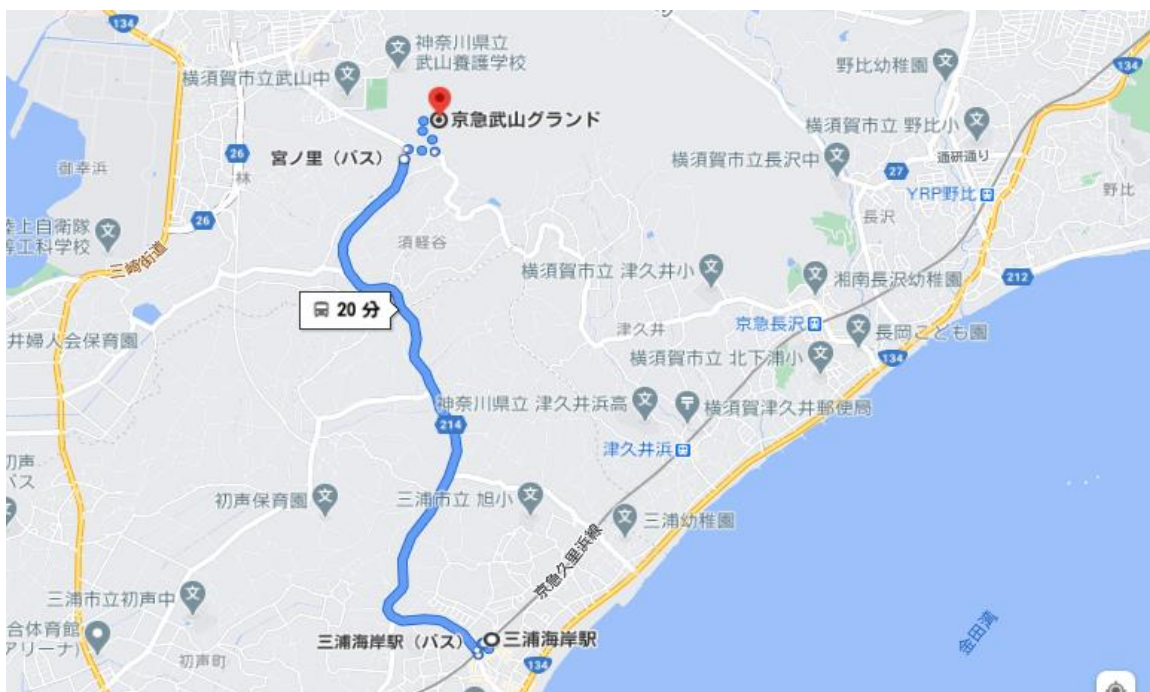 134
神奈川県立
武山養護学校
横須賀市立武山中
京急武山グランド
野比幼稚園
134
横須賀市立 野比小
26
宮ノ里（バス）
横須賀市立長沢中
27
通研通り
御幸浜
林
YRP野比
野比
長沢
26
陸上自衛隊
等工科学校
三崎街道
須軽谷
横須賀市立 津久井小
湘南長沢幼稚園
212
20 分
津久井
京急長沢
長岡こども園
井婦人会保育園
横須賀市立 北下浦小
134
神奈川県立 津久井浜高
横須賀津久井郵便局
214
津久井浜
初声
バス
初声保育園
三浦市立 旭小
三浦幼稚園
京急久里浜線
三浦市立初声中
合体育館
アリーナ)
初声町
三浦海岸駅（バス）
三浦海岸駅
134
金田湾